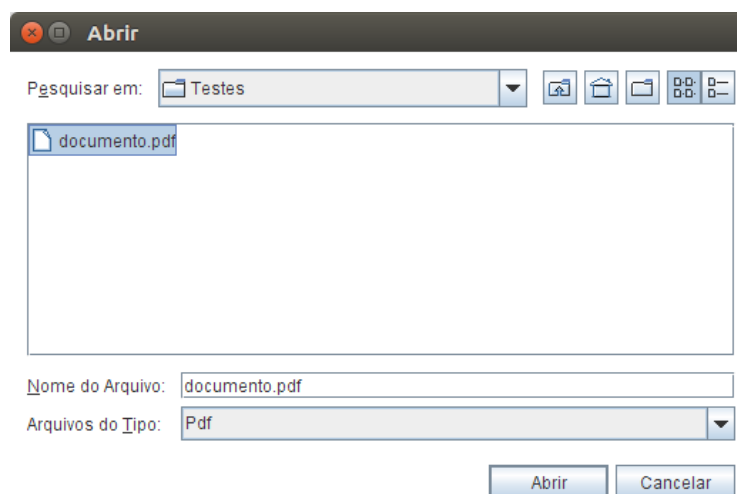 Abrir
Pesquisar em: Testes
documento.pdf
Nome do Arquivo: documento.pdf
Arquivos do Tipo: Pdf
Abrir Cancelar